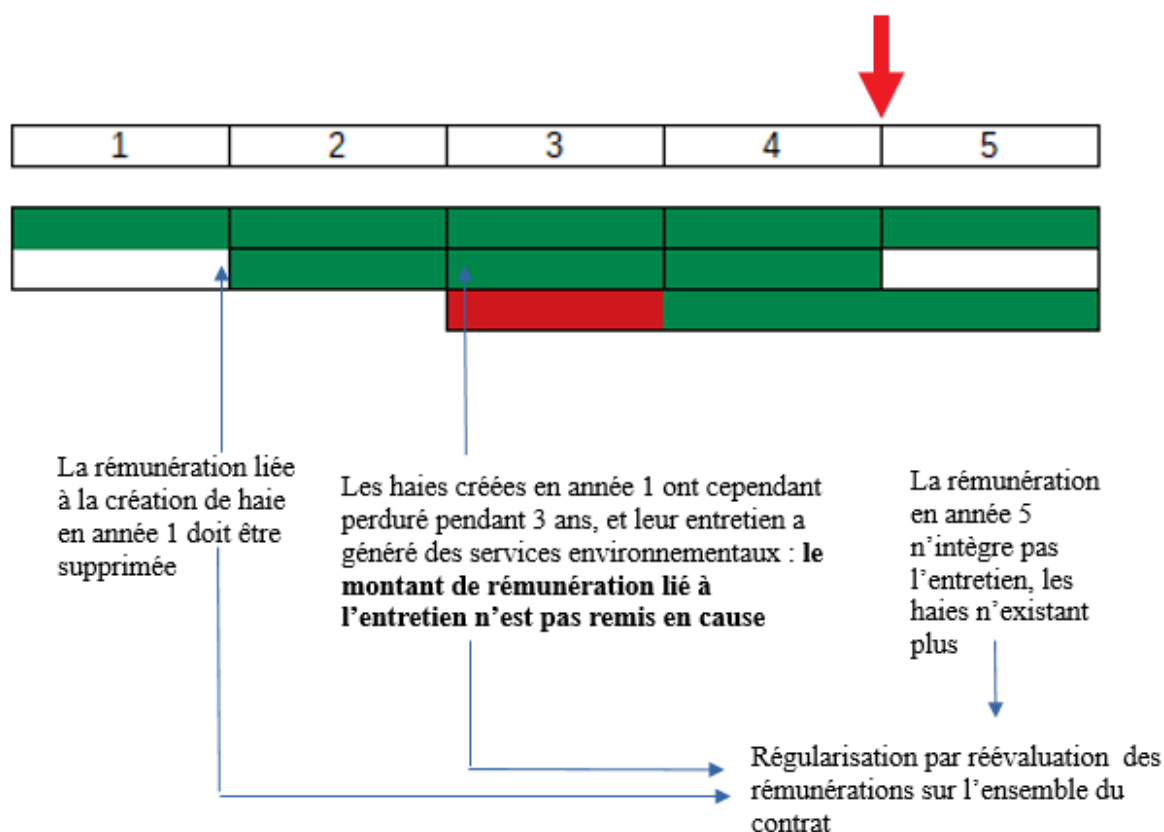 1 2 3 4 5
La rémunération liée
à la création de haie
en année 1 doit être
supprimée
Les haies créées en année 1 ont cependant
perduré pendant 3 ans, et leur entretien a
généré des services environnementaux : le
montant de rémunération lié à
l’entretien n’est pas remis en cause
La rémunération
en année 5
n’intègre pas
l’entretien, les
haies n’existant
plus
Régularisation par réévaluation des
rémunérations sur l’ensemble du
contrat